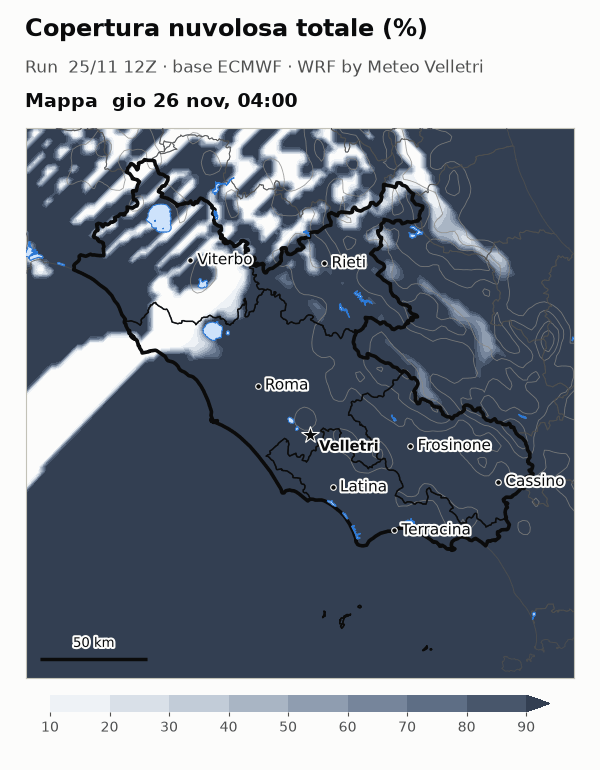 Copertura nuvolosa totale (%)
Run 25/11 12Z · base ECMWF · WRF by Meteo Velletri
Mappa gio 26 nov, 04:00
Viterbo
Rieti
Roma
Velletri
Frosinone
Cassino
Latina
Terracina
50 km
10 20 30 40 50 60 70 80 90